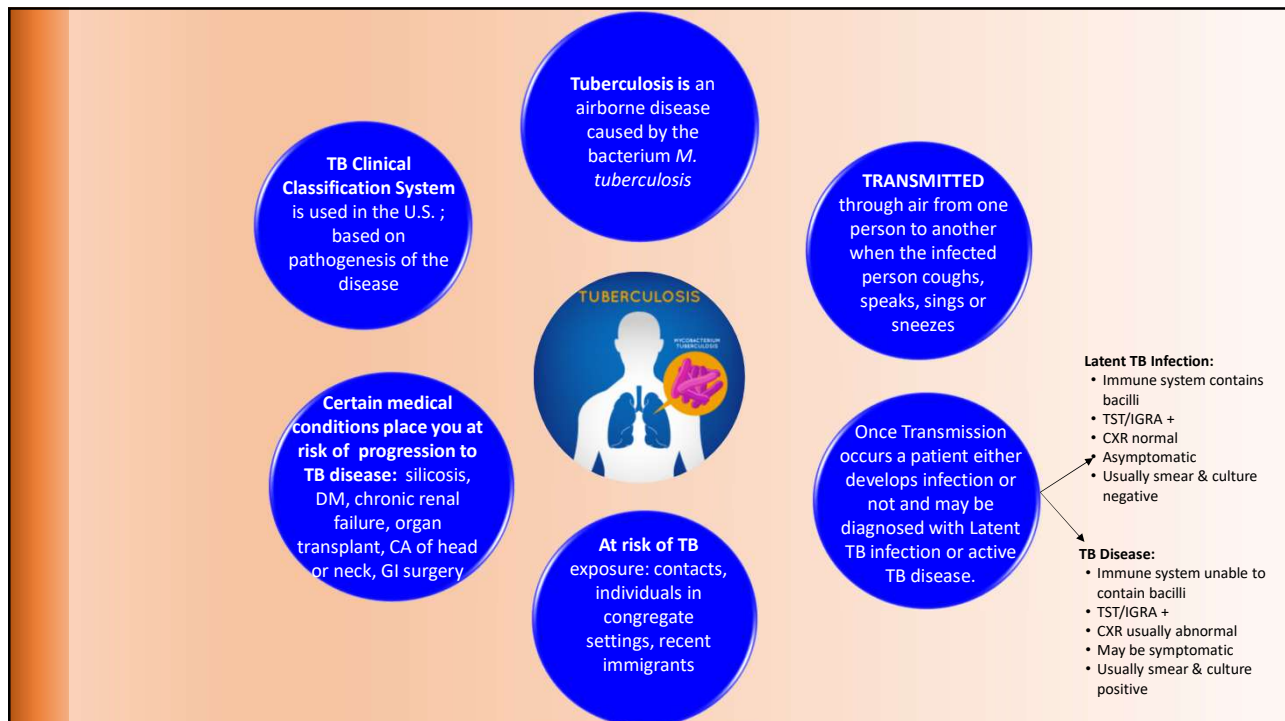 Tuberculosis is an
airborne disease
caused by the
bacterium M.
tuberculosis
TRANSMITTED
through air from one
person to another
when the infected
person coughs,
speaks, sings or
sneezes
Once Transmission
occurs a patient either
develops infection or
not and may be
diagnosed with Latent
TB infection or active
TB disease.
Latent TB Infection:
• Immune system contains
bacilli
• TST/IGRA +
• CXR normal
• Asymptomatic
• Usually smear & culture
negative
TB Disease:
• Immune system unable to
contain bacilli
• TST/IGRA +
• CXR usually abnormal
• May be symptomatic
• Usually smear & culture
positive
At risk of TB
exposure: contacts,
individuals in
congregate
settings, recent
immigrants
Certain medical
conditions place you at
risk of progression to
TB disease: silicosis,
DM, chronic renal
failure, organ
transplant, CA of head
or neck, GI surgery
TB Clinical
Classification System
is used in the U.S. ;
based on
pathogenesis of the
disease
TUBERCULOSIS
MYCOBACTERIUM
TUBERCULOSIS